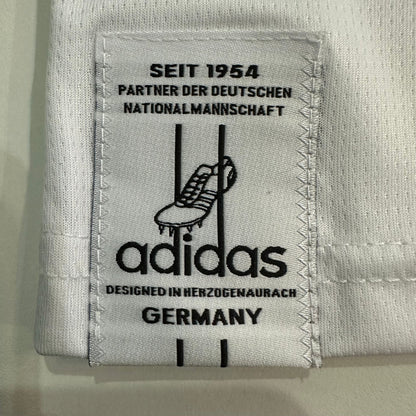 SEIT 1954
PARTNER DER DEUTSCHEN
NATIONALMANNSCHAFT
adidas
DESIGNED IN HERZOGENAURACH
GERMANY